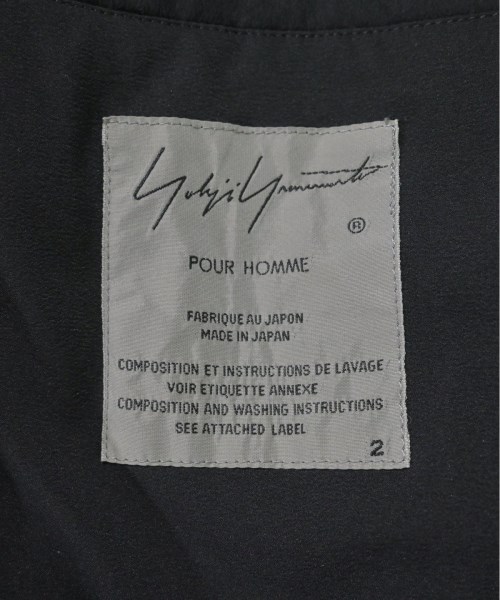 Yohji Yamamoto
®
POUR HOMME
FABRIQUE AU JAPON
MADE IN JAPAN
COMPOSITION ET INSTRUCTIONS DE LAVAGE
VOIR ETIQUETTE ANNEXE
COMPOSITION AND WASHING INSTRUCTIONS
SEE ATTACHED LABEL
2